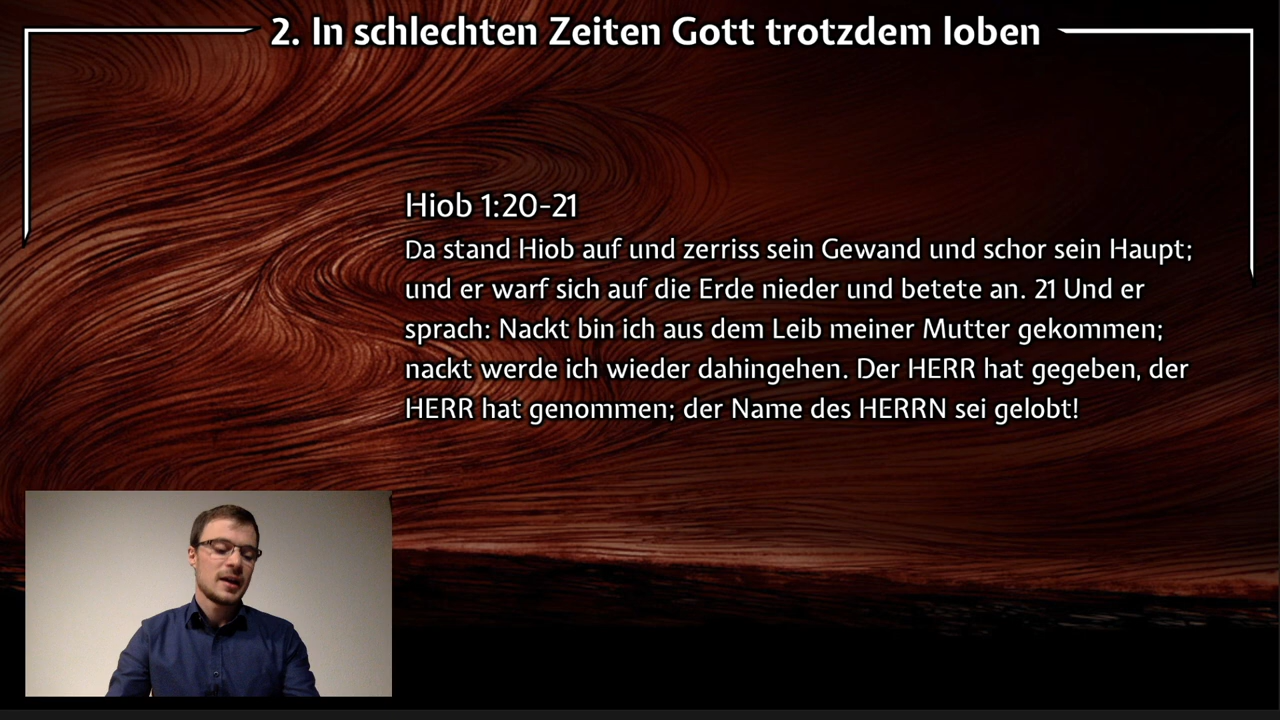 2. In schlechten Zeiten Gott trotzdem loben
Hiob 1:20-21
Da stand Hiob auf und zerriss sein Gewand und schor sein Haupt;
und er warf sich auf die Erde nieder und betete an. 21 Und er
sprach: Nackt bin ich aus dem Leib meiner Mutter gekommen;
nackt werde ich wieder dahingehen. Der HERR hat gegeben, der
HERR hat genommen; der Name des HERRN sei gelobt!